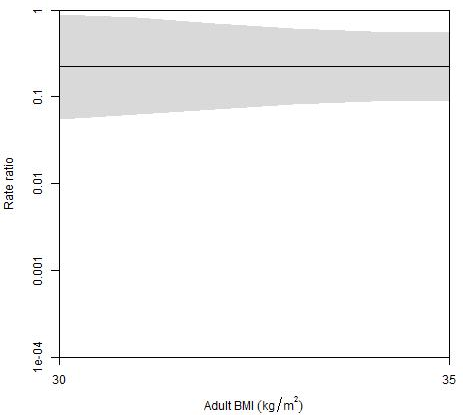 1
0.1
0.01
0.001
1e-04
Rate ratio
30
35
Adult BMI (kg/m²)